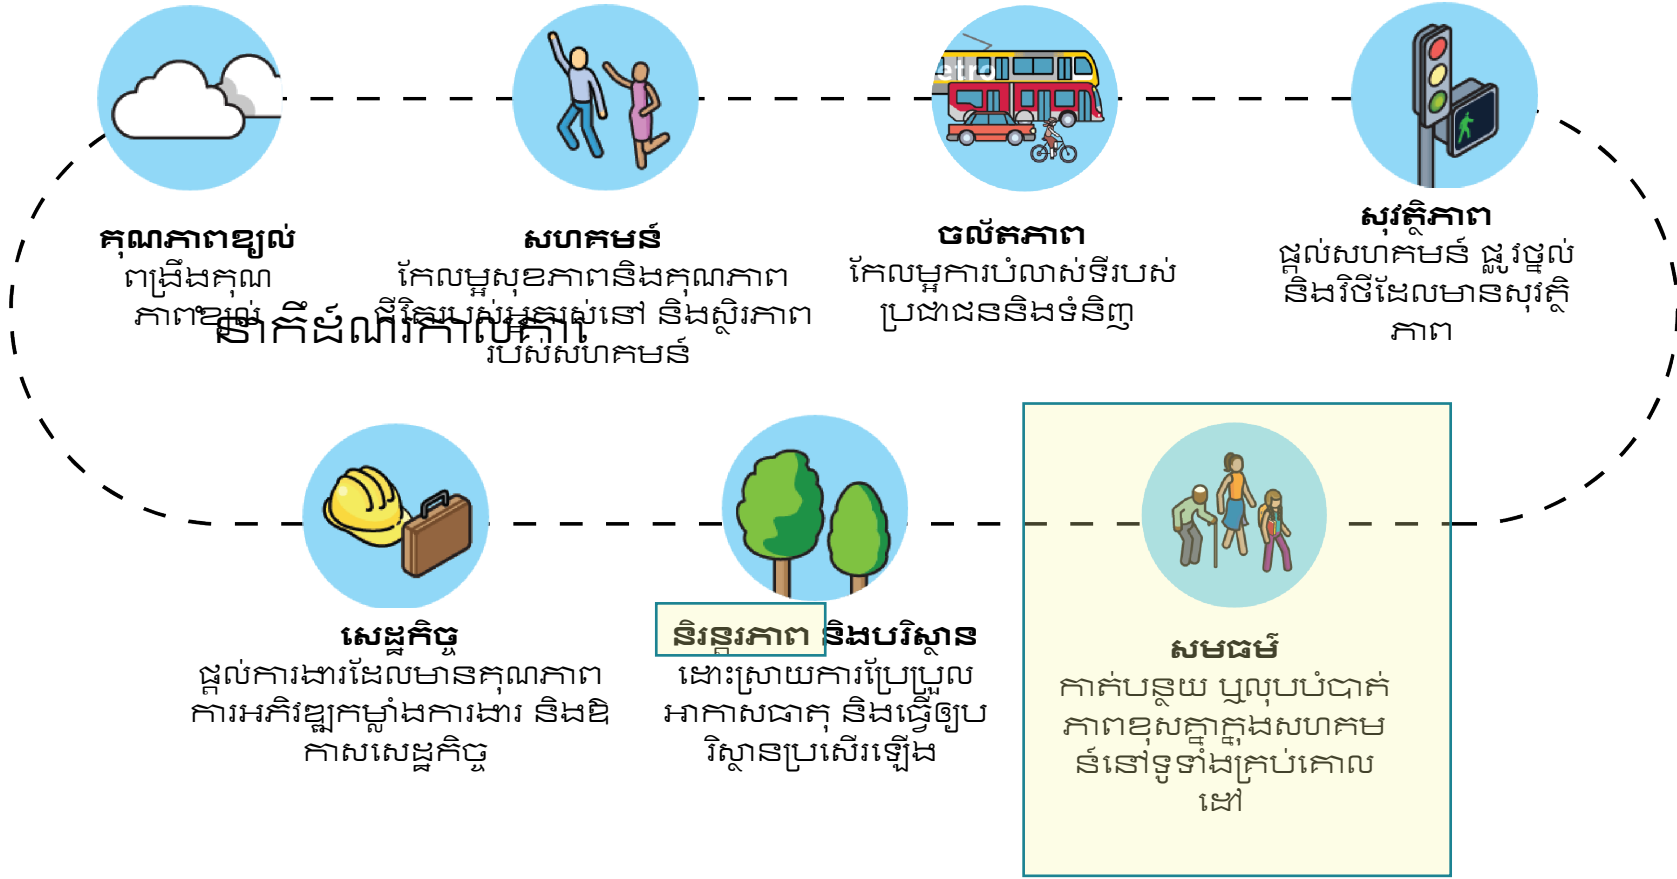 etro
គុណភាពខ្យល់
ពង្រឹងគុណ
ភាពខ្យល់
សហគមន៍
កែលម្អសុខភាពនិងគុណភាព
ជីវិតរបស់អ្នករស់នៅ និងស្ថិរភាព
របស់សហគមន៍
ចល័តភាព
កែលម្អការបំលាស់ទីរបស់
ប្រជាជននិងទំនិញ
សុវត្ថិភាព
ផ្តល់សហគមន៍ ផ្លូវថ្នល់
និងវិថីដែលមានសុវត្ថិ
ភាព
សេដ្ឋកិច្ច
ផ្តល់ការងារដែលមានគុណភាព
ការអភិវឌ្ឍកម្លាំងការងារ និងឱ
កាសសេដ្ឋកិច្ច
និរន្តរភាព និងបរិស្ថាន
ដោះស្រាយការប្រែប្រួល
អាកាសធាតុ និងធ្វើឲ្យប
រិស្ថានប្រសើរឡើង
សមធម៌
កាត់បន្ថយ ឬលុបបំបាត់
ភាពខុសគ្នាក្នុងសហគម
ន៍នៅទូទាំងគ្រប់គោល
ដៅ